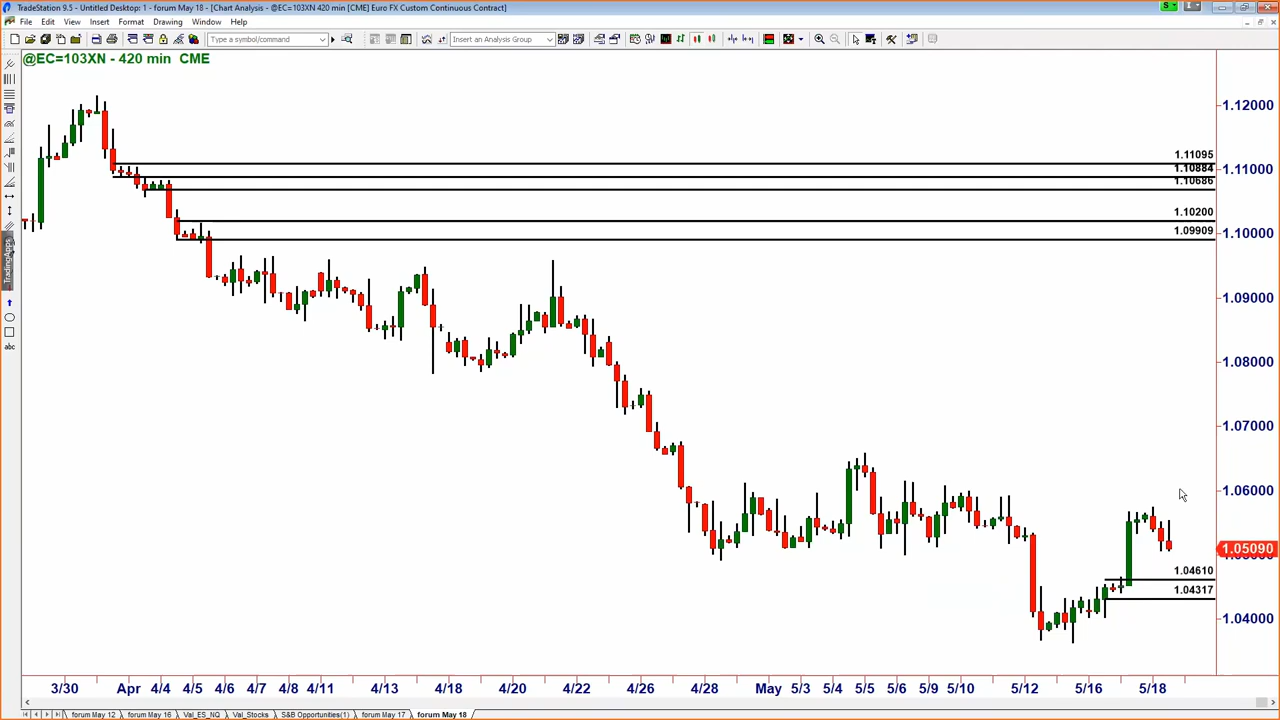 TradeStation 9.5 - Untitled Desktop: 1 - forum May 18 - [Chart Analysis - @EC=103XN 420 min [CME] Euro FX Custom Continuous Contract]
File Edit View Insert Format Drawing Window Help
Type a symbol/command
Insert an Analysis Group
@EC=103XN - 420 min CME
TradingApps
abc
1.11095
1.10884
1.10686
1.10200
1.09909
1.04610
1.04317
1.12000
1.11000
1.10000
1.09000
1.08000
1.07000
1.06000
1.05090
1.04000
3/30 Apr 4/4 4/5 4/6 4/7 4/8 4/11 4/13 4/18 4/20 4/22 4/26 4/28 May 5/3 5/4 5/5 5/6 5/9 5/10 5/12 5/16 5/18
forum May 12 forum May 16 Val_ES_NQ Val_Stocks S&B Opportunities(1) forum May 17 forum May 18